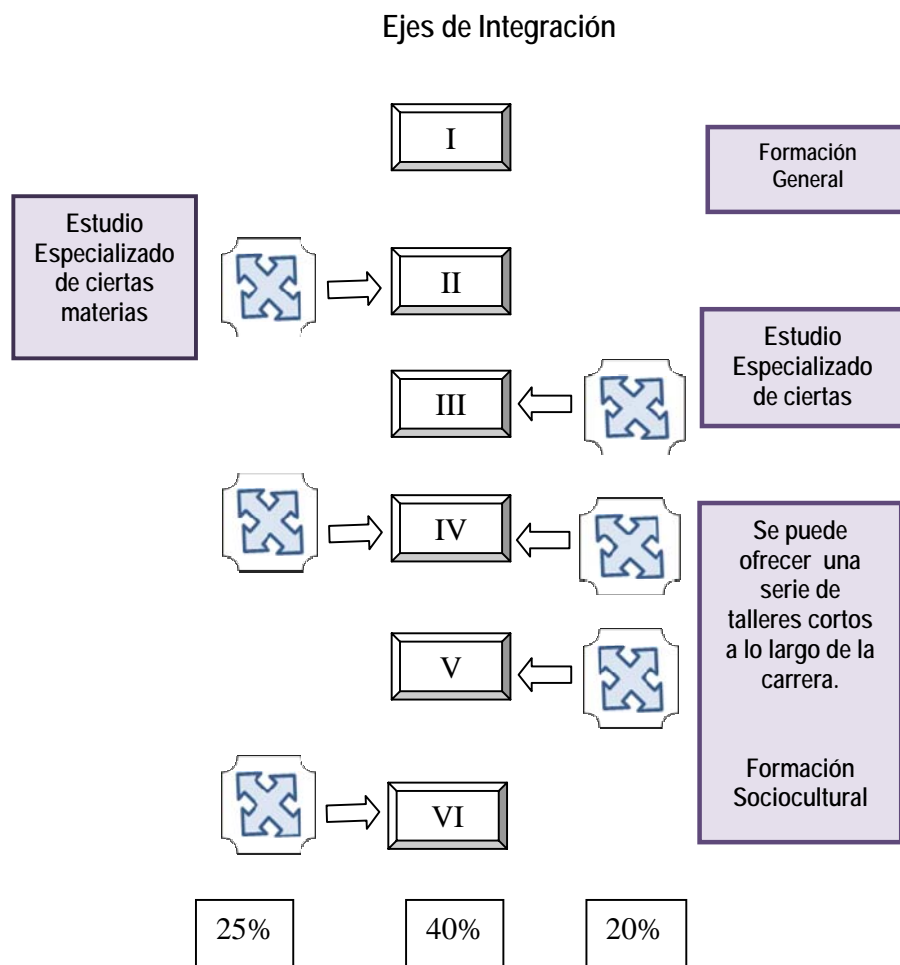 Ejes de Integración
I
Formación
General
Estudio
Especializado
de ciertas
materias
II
Estudio
Especializado
de ciertas
III
IV
Se puede
ofrecer una
serie de
talleres cortos
a lo largo de la
carrera.
Formación
Sociocultural
V
VI
25%
40%
20%